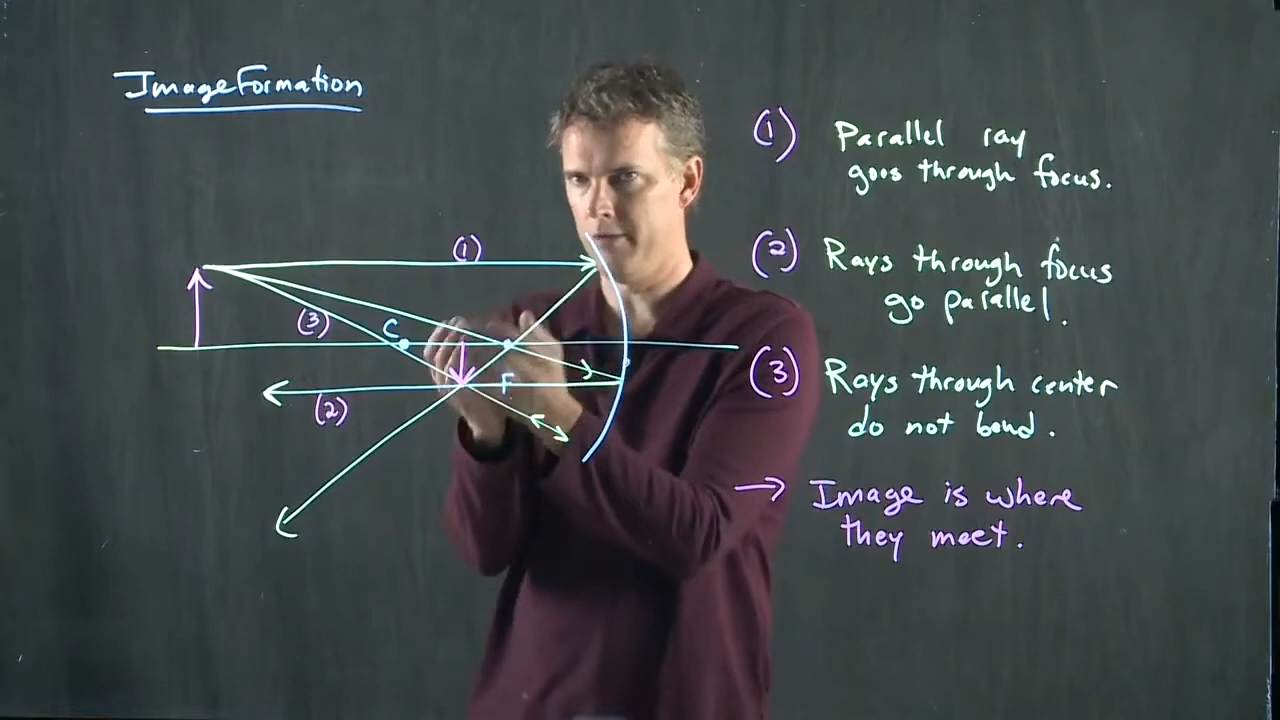 Image Formation
(1) Parallel ray
goes through focus.
(2) Rays through focus
go parallel.
(3) Rays through center
do not bend.
→ Image is where
they meet.
(1)
(3)
C
F
(2)